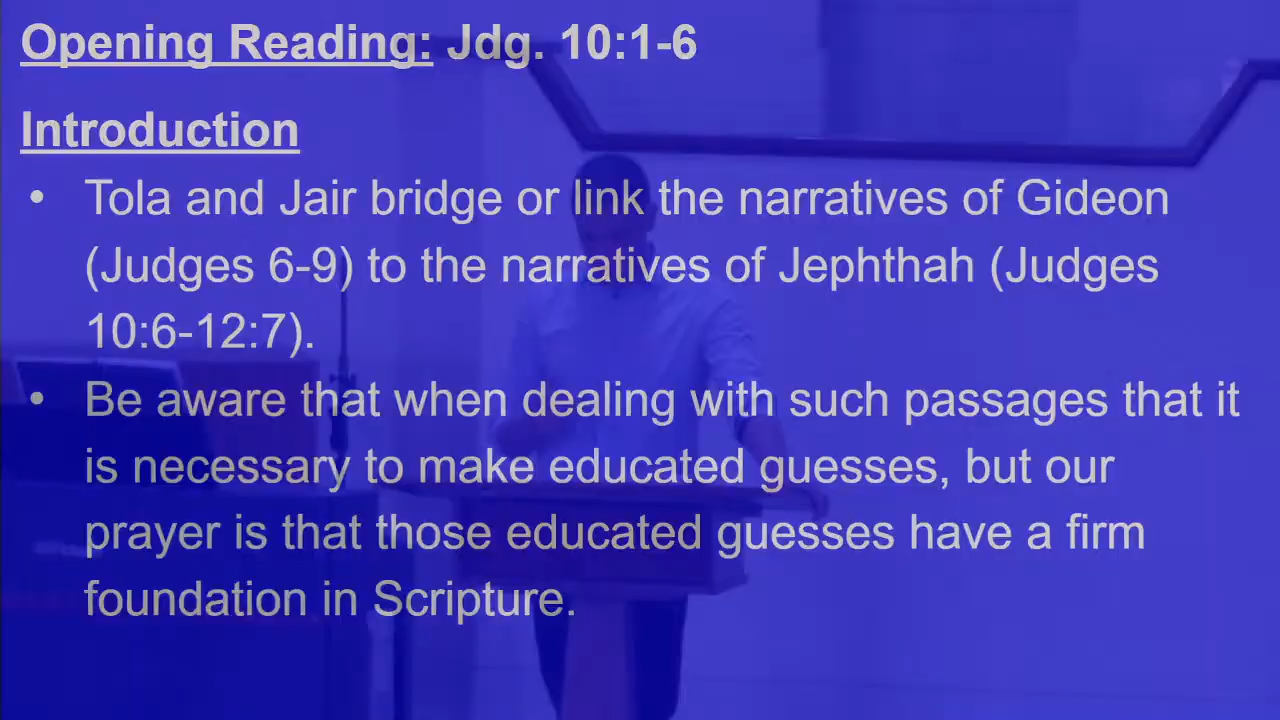 Opening Reading: Jdg. 10:1-6
Introduction
• Tola and Jair bridge or link the narratives of Gideon
(Judges 6-9) to the narratives of Jephthah (Judges
10:6-12:7).
• Be aware that when dealing with such passages that it
is necessary to make educated guesses, but our
prayer is that those educated guesses have a firm
foundation in Scripture.